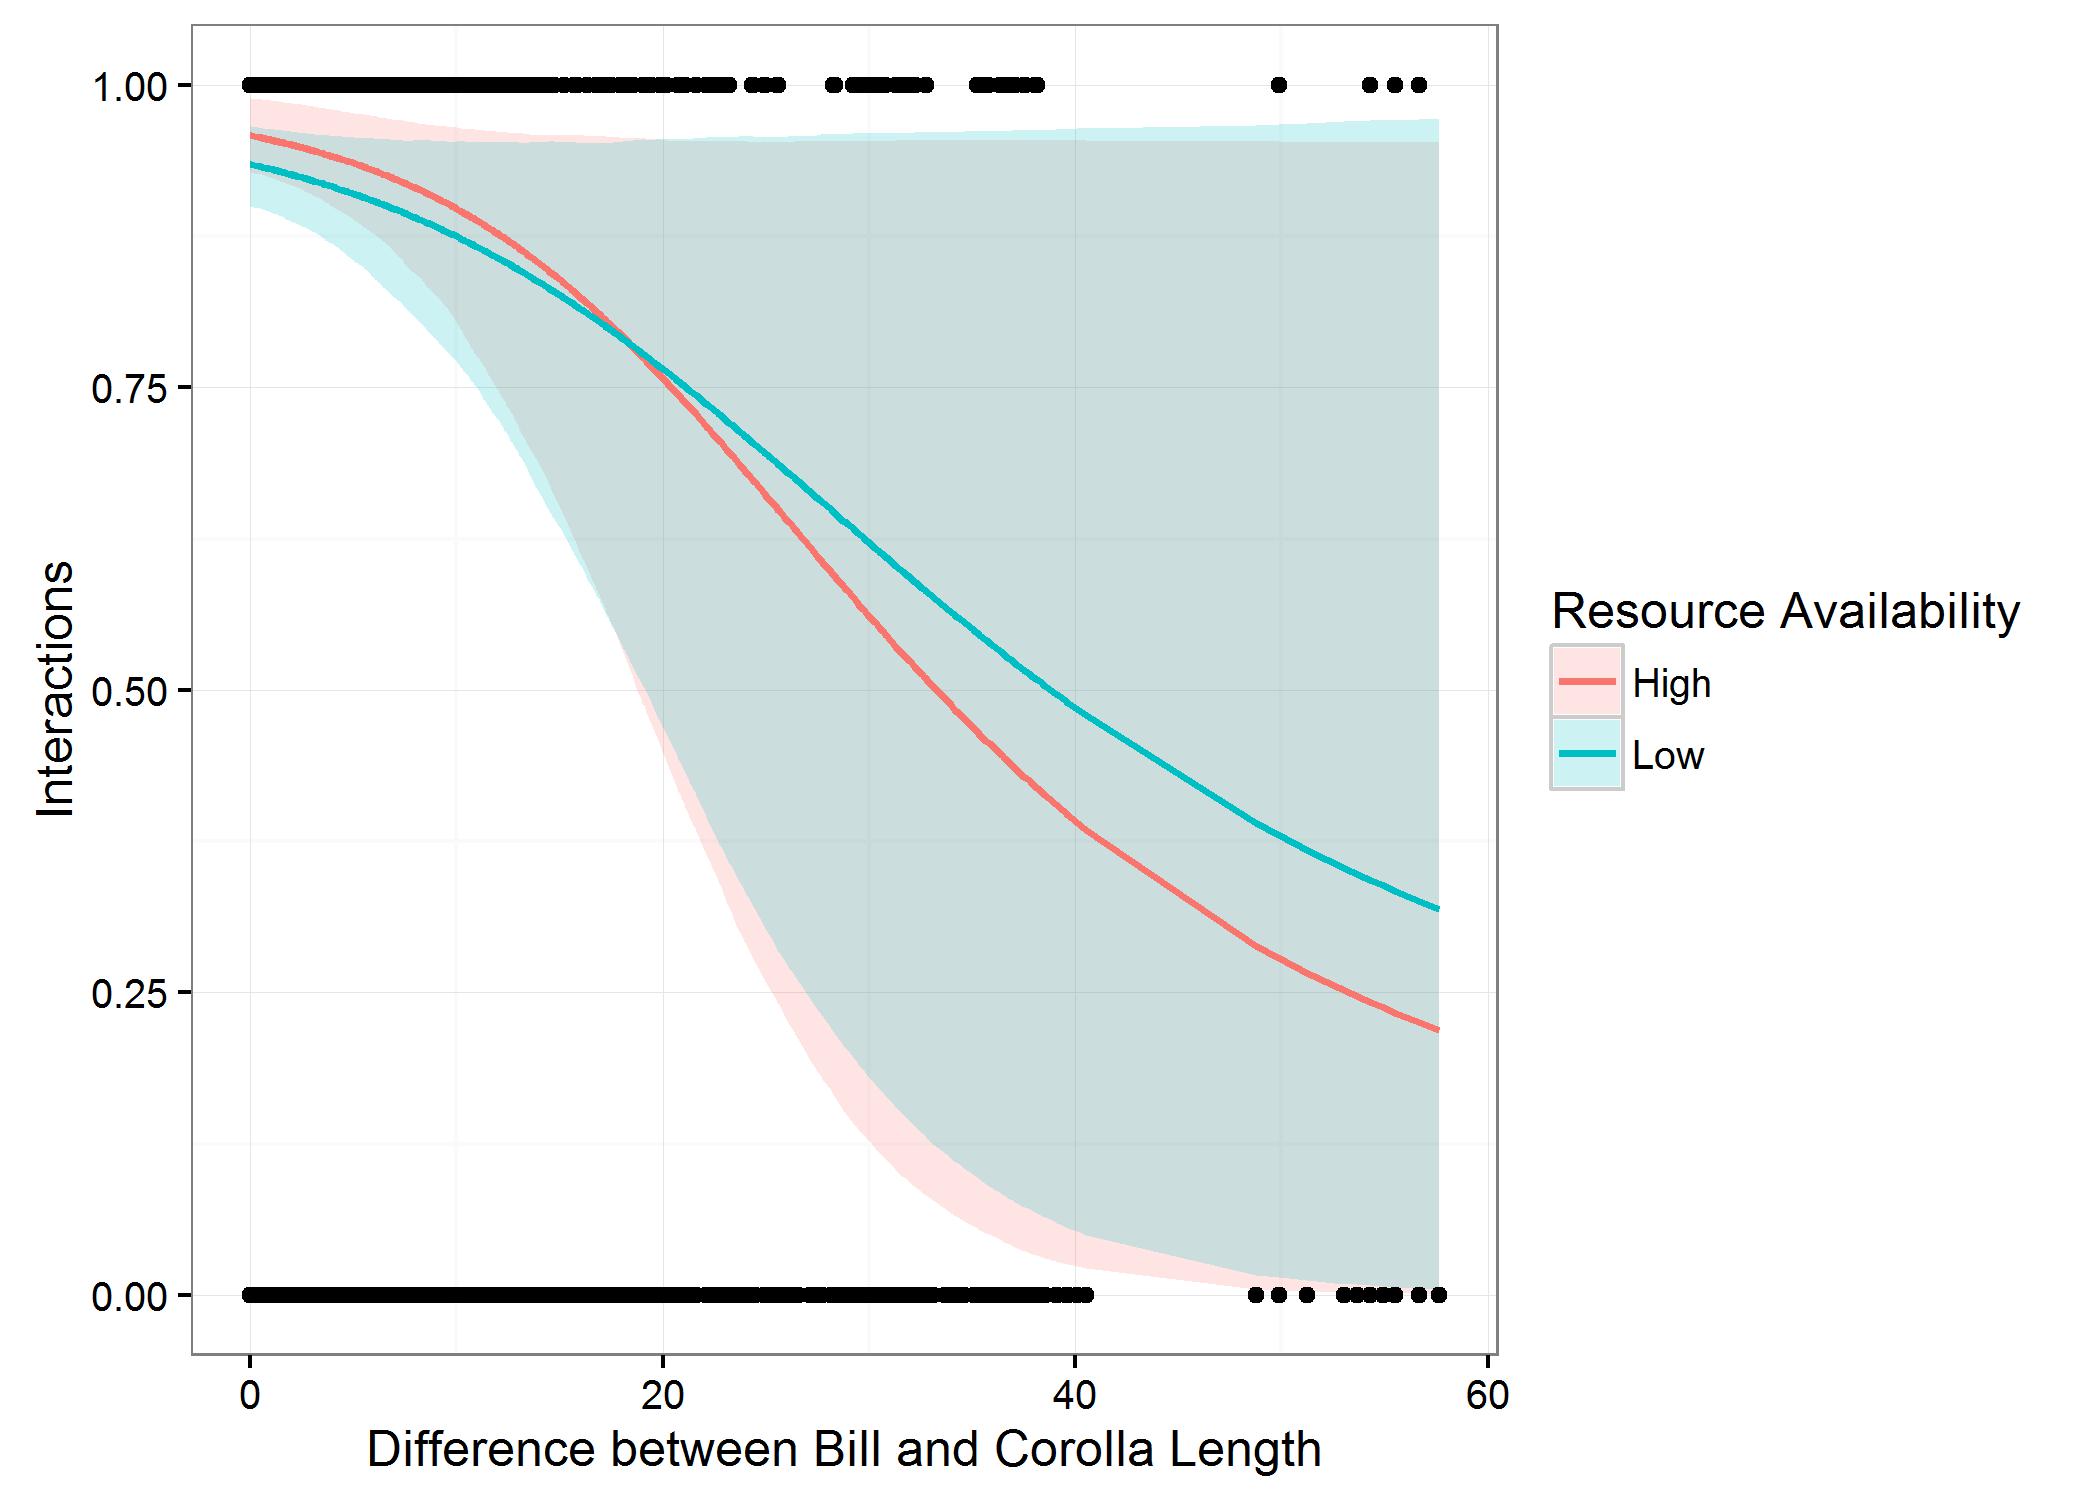 1.00
0.75
0.50
0.25
0.00
Interactions
0
20
40
60
Difference between Bill and Corolla Length
Resource Availability
High
Low